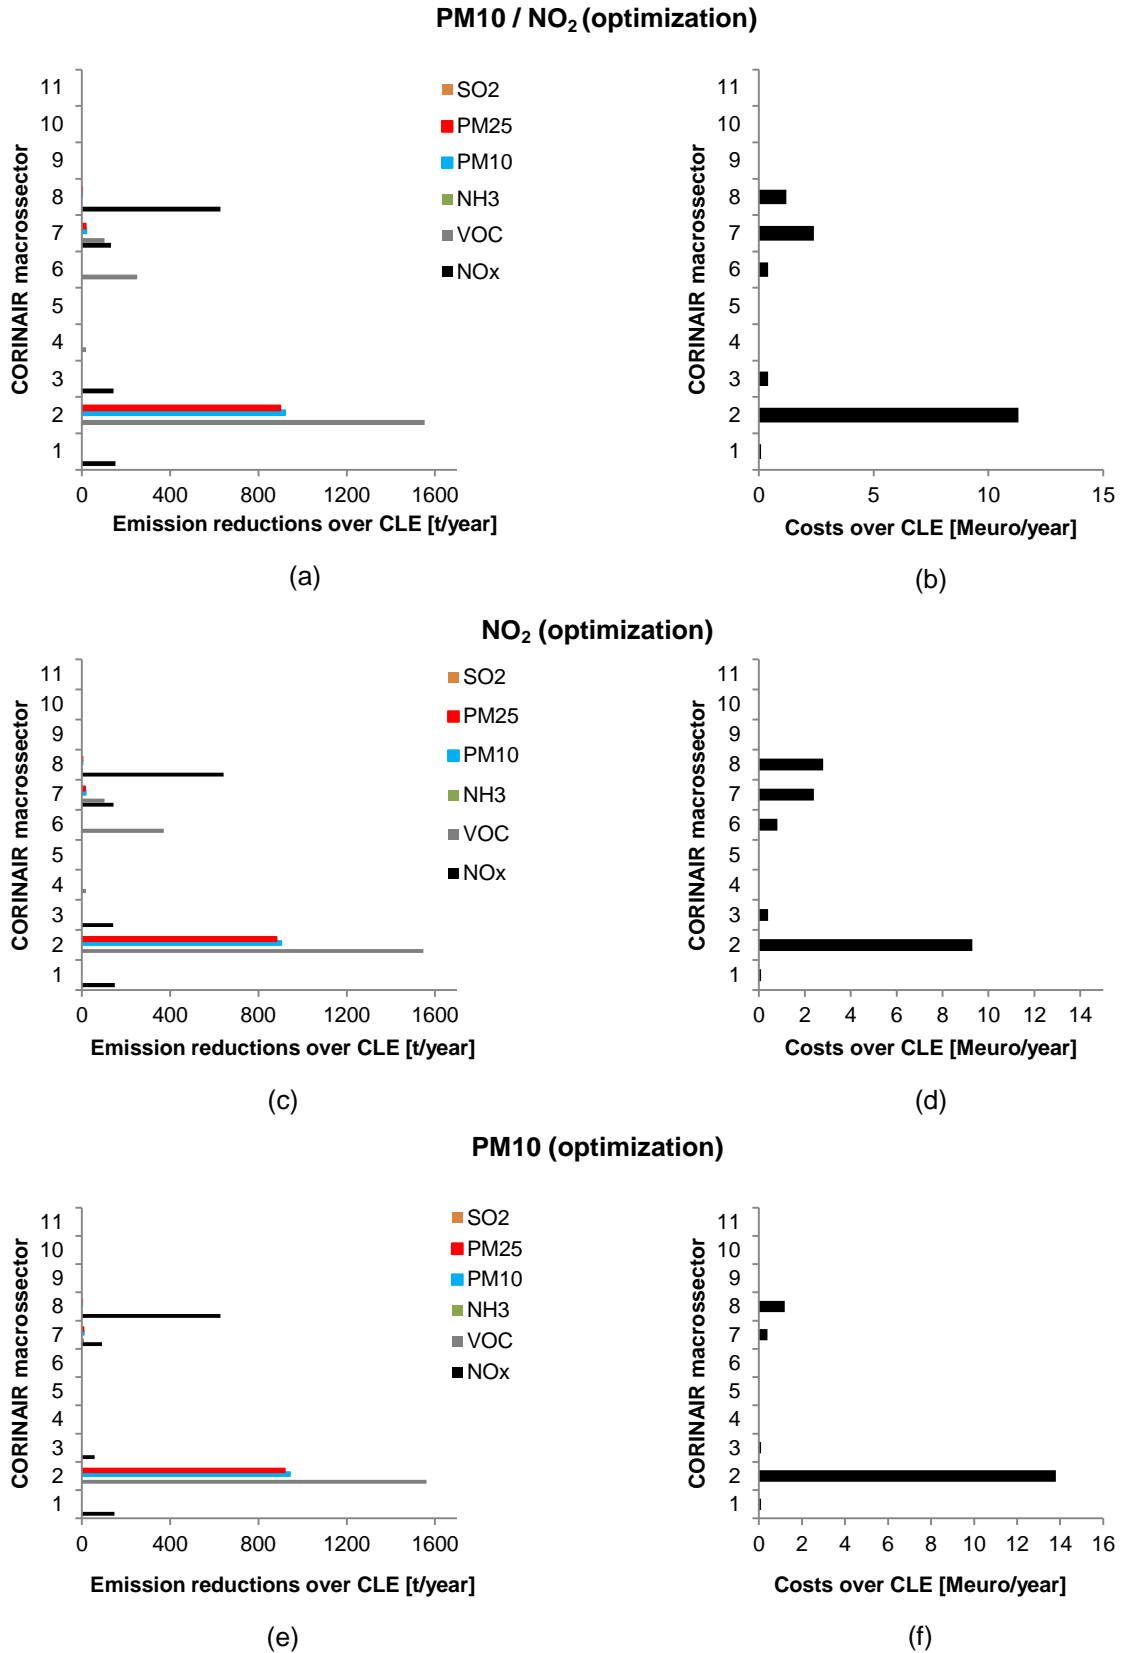 PM10 / NO2 (optimization)
CORINAIR macrossector
11
10
9
8
7
6
5
4
3
2
1
0 400 800 1200 1600
Emission reductions over CLE [t/year]
SO2
PM25
PM10
NH3
VOC
NOx
(a)
CORINAIR macrossector
11
10
9
8
7
6
5
4
3
2
1
0 5 10 15
Costs over CLE [Meuro/year]
(b)
NO2 (optimization)
CORINAIR macrossector
11
10
9
8
7
6
5
4
3
2
1
0 400 800 1200 1600
Emission reductions over CLE [t/year]
SO2
PM25
PM10
NH3
VOC
NOx
(c)
CORINAIR macrossector
11
10
9
8
7
6
5
4
3
2
1
0 2 4 6 8 10 12 14
Costs over CLE [Meuro/year]
(d)
PM10 (optimization)
CORINAIR macrossector
11
10
9
8
7
6
5
4
3
2
1
0 400 800 1200 1600
Emission reductions over CLE [t/year]
SO2
PM25
PM10
NH3
VOC
NOx
(e)
CORINAIR macrossector
11
10
9
8
7
6
5
4
3
2
1
0 2 4 6 8 10 12 14 16
Costs over CLE [Meuro/year]
(f)